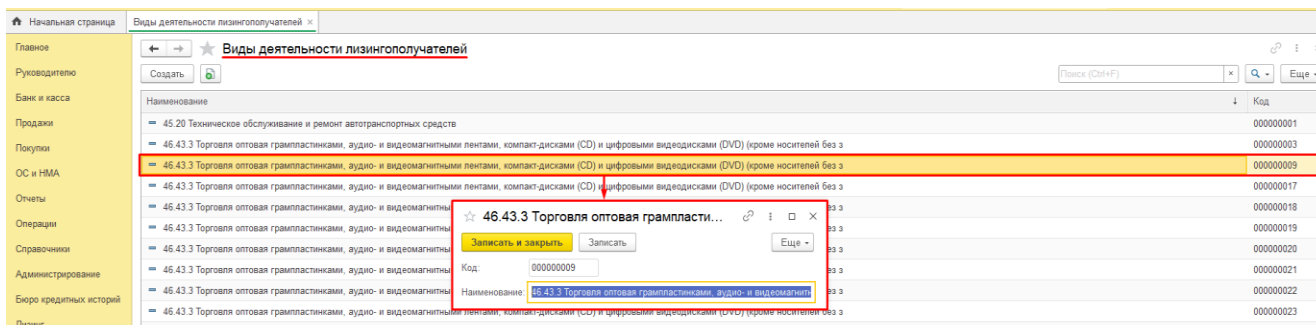 Начальная страница
Виды деятельности лизингополучателей ×
Главное
Руководителю
Банк и касса
Продажи
Покупки
ОС и НМА
Отчеты
Операции
Справочники
Администрирование
Бюро кредитных историй
Лизинг
Виды деятельности лизингополучателей
Создать
Поиск (Ctrl+F)
×
Еще
Наименование ↓ Код
45.20 Техническое обслуживание и ремонт автотранспортных средств 000000001
46.43.3 Торговля оптовая грампластинками, аудио- и видеомагнитными лентами, компакт-дисками (CD) и цифровыми видеодисками (DVD) (кроме носителей без з 000000003
46.43.3 Торговля оптовая грампластинками, аудио- и видеомагнитными лентами, компакт-дисками (CD) и цифровыми видеодисками (DVD) (кроме носителей без з 000000009
46.43.3 Торговля оптовая грампластинками, аудио- и видеомагнитными лентами, компакт-дисками (CD) и цифровыми видеодисками (DVD) (кроме носителей без з 000000017
46.43.3 Торговля оптовая грампластинками, аудио- и видеомагнитны ез з 000000018
46.43.3 Торговля оптовая грампластинками, аудио- и видеомагнитны ез з 000000019
46.43.3 Торговля оптовая грампластинками, аудио- и видеомагнитны ез з 000000020
46.43.3 Торговля оптовая грампластинками, аудио- и видеомагнитны ез з 000000021
46.43.3 Торговля оптовая грампластинками, аудио- и видеомагнитны ез з 000000022
46.43.3 Торговля оптовая грампластинками, аудио- и видеомагнитными лентами, компакт-дисками (CD) и цифровыми видеодисками (DVD) (кроме носителей без з 000000023
46.43.3 Торговля оптовая грампласти...
Записать и закрыть Записать Еще
Код: 000000009
Наименование: 46.43.3 Торговля оптовая грампластинками, аудио- и видеомагнитн